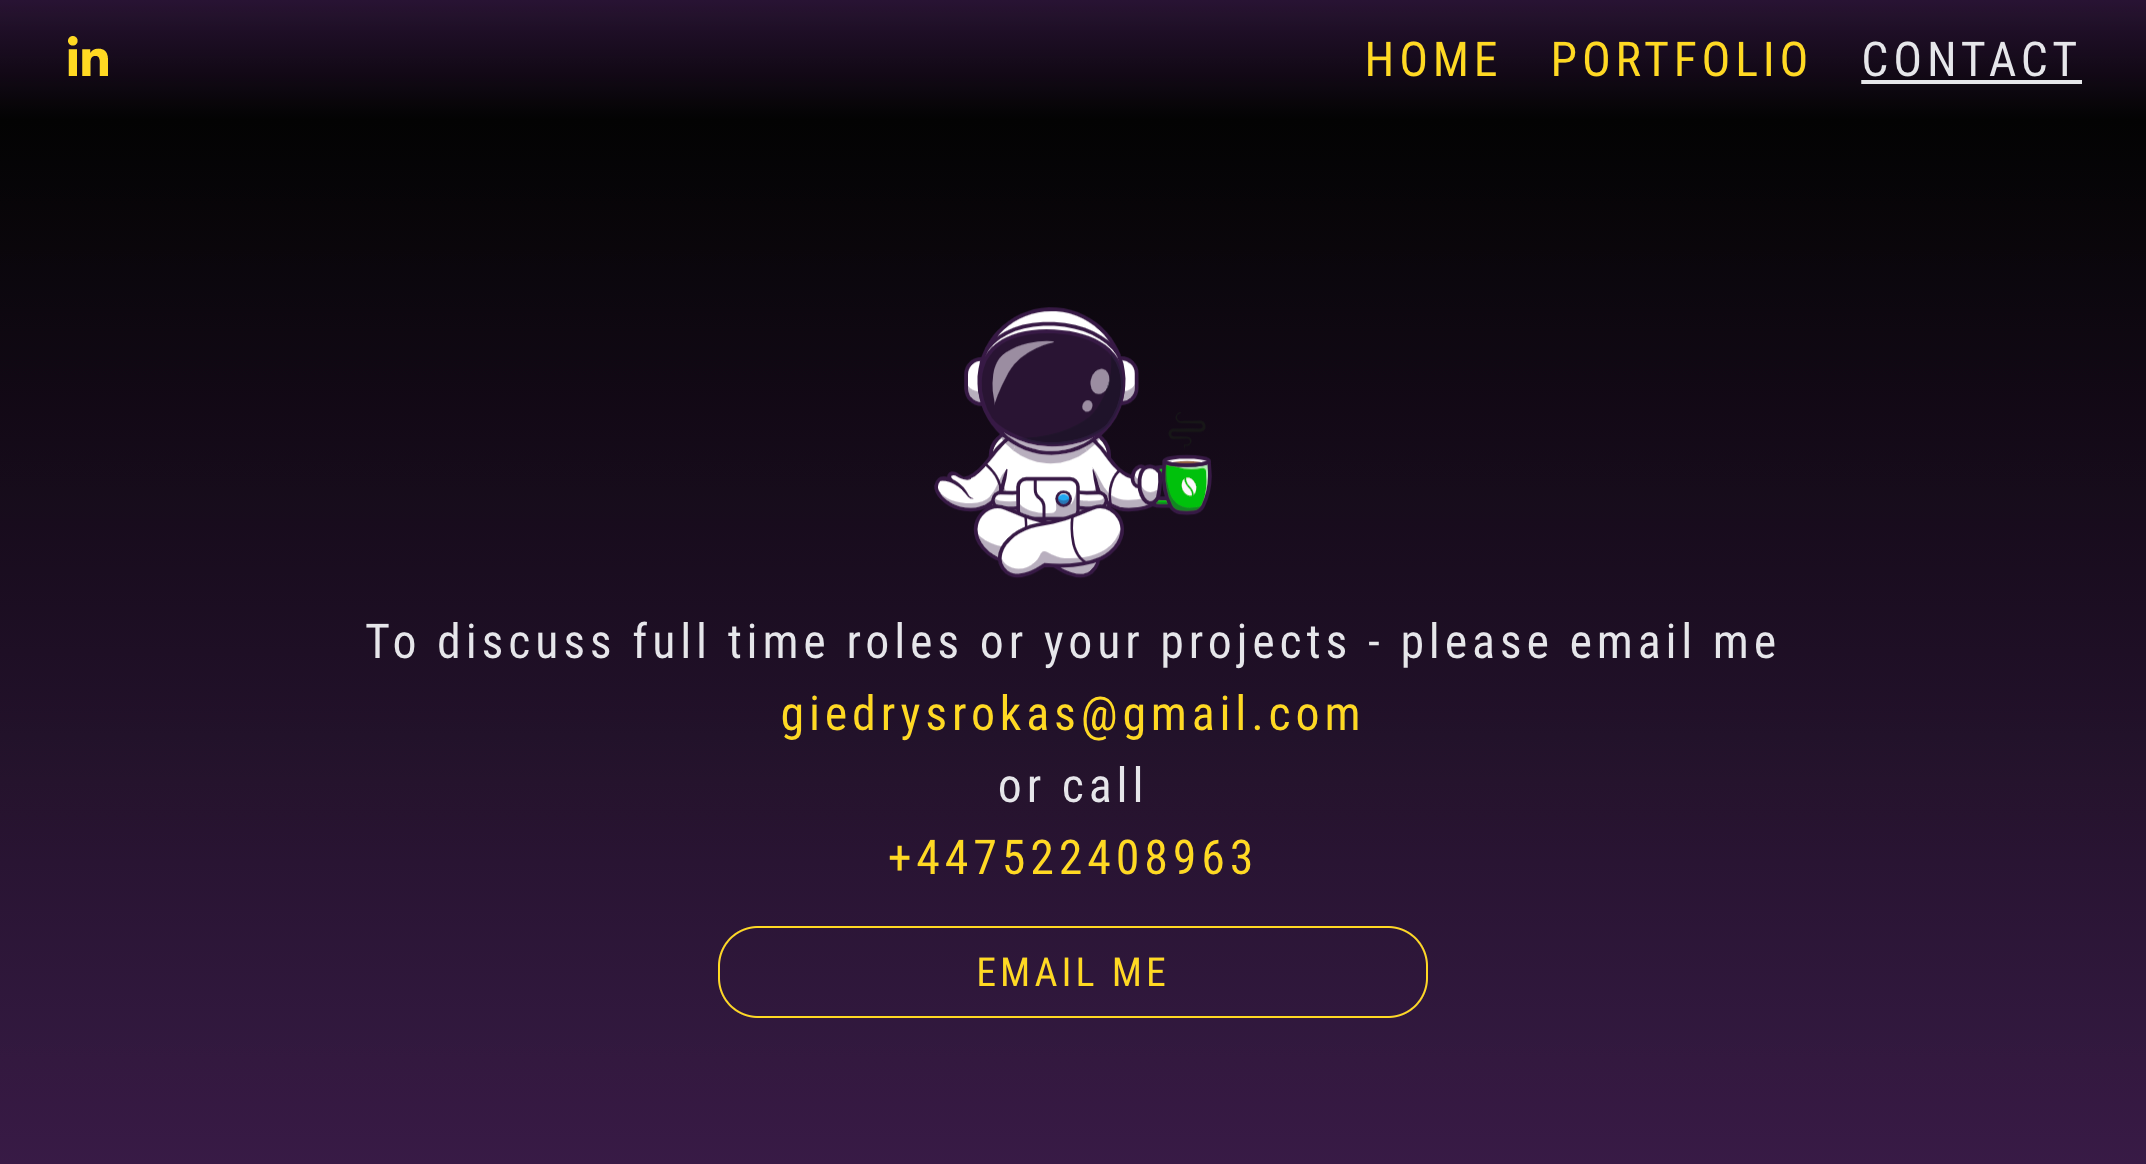 in
HOME PORTFOLIO CONTACT
To discuss full time roles or your projects - please email me
giedrysrokas@gmail.com
or call
+447522408963
EMAIL ME